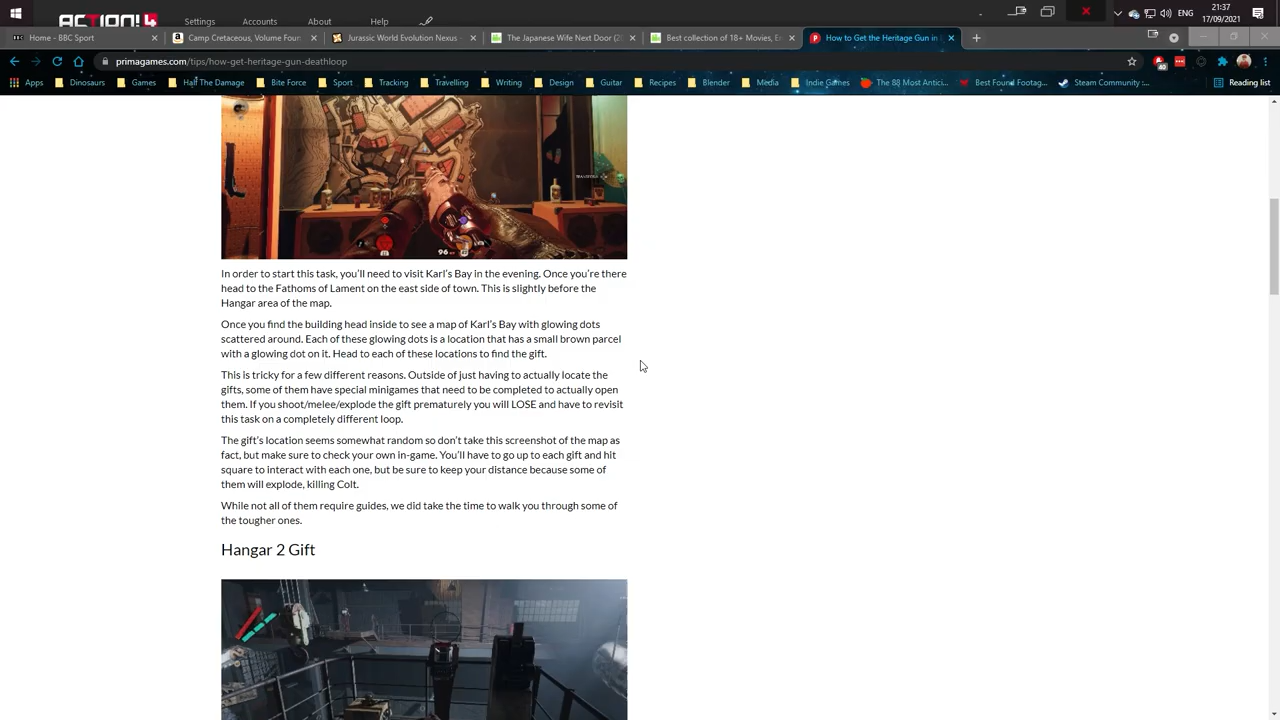 ACTION! 4
Settings
Accounts
About
Help
ENG
21:37
17/09/2021
Home - BBC Sport
Camp Cretaceous, Volume Foun
Jurassic World Evolution Nexus -
The Japanese Wife Next Door (20
Best collection of 18+ Movies, En
How to Get the Heritage Gun in D
primagames.com/tips/how-get-heritage-gun-deathloop
Apps
Dinosaurs
Games
Half The Damage
Bite Force
Sport
Tracking
Travelling
Writing
Design
Guitar
Recipes
Blender
Media
Indie Games
The 88 Most Antici...
Best Found Footag...
Steam Community :...
Reading list
96
In order to start this task, you’ll need to visit Karl’s Bay in the evening. Once you’re there
head to the Fathoms of Lament on the east side of town. This is slightly before the
Hangar area of the map.
Once you find the building head inside to see a map of Karl’s Bay with glowing dots
scattered around. Each of these glowing dots is a location that has a small brown parcel
with a glowing dot on it. Head to each of these locations to find the gift.
This is tricky for a few different reasons. Outside of just having to actually locate the
gifts, some of them have special minigames that need to be completed to actually open
them. If you shoot/melee/explode the gift prematurely you will LOSE and have to revisit
this task on a completely different loop.
The gift’s location seems somewhat random so don’t take this screenshot of the map as
fact, but make sure to check your own in-game. You’ll have to go up to each gift and hit
square to interact with each one, but be sure to keep your distance because some of
them will explode, killing Colt.
While not all of them require guides, we did take the time to walk you through some of
the tougher ones.
Hangar 2 Gift